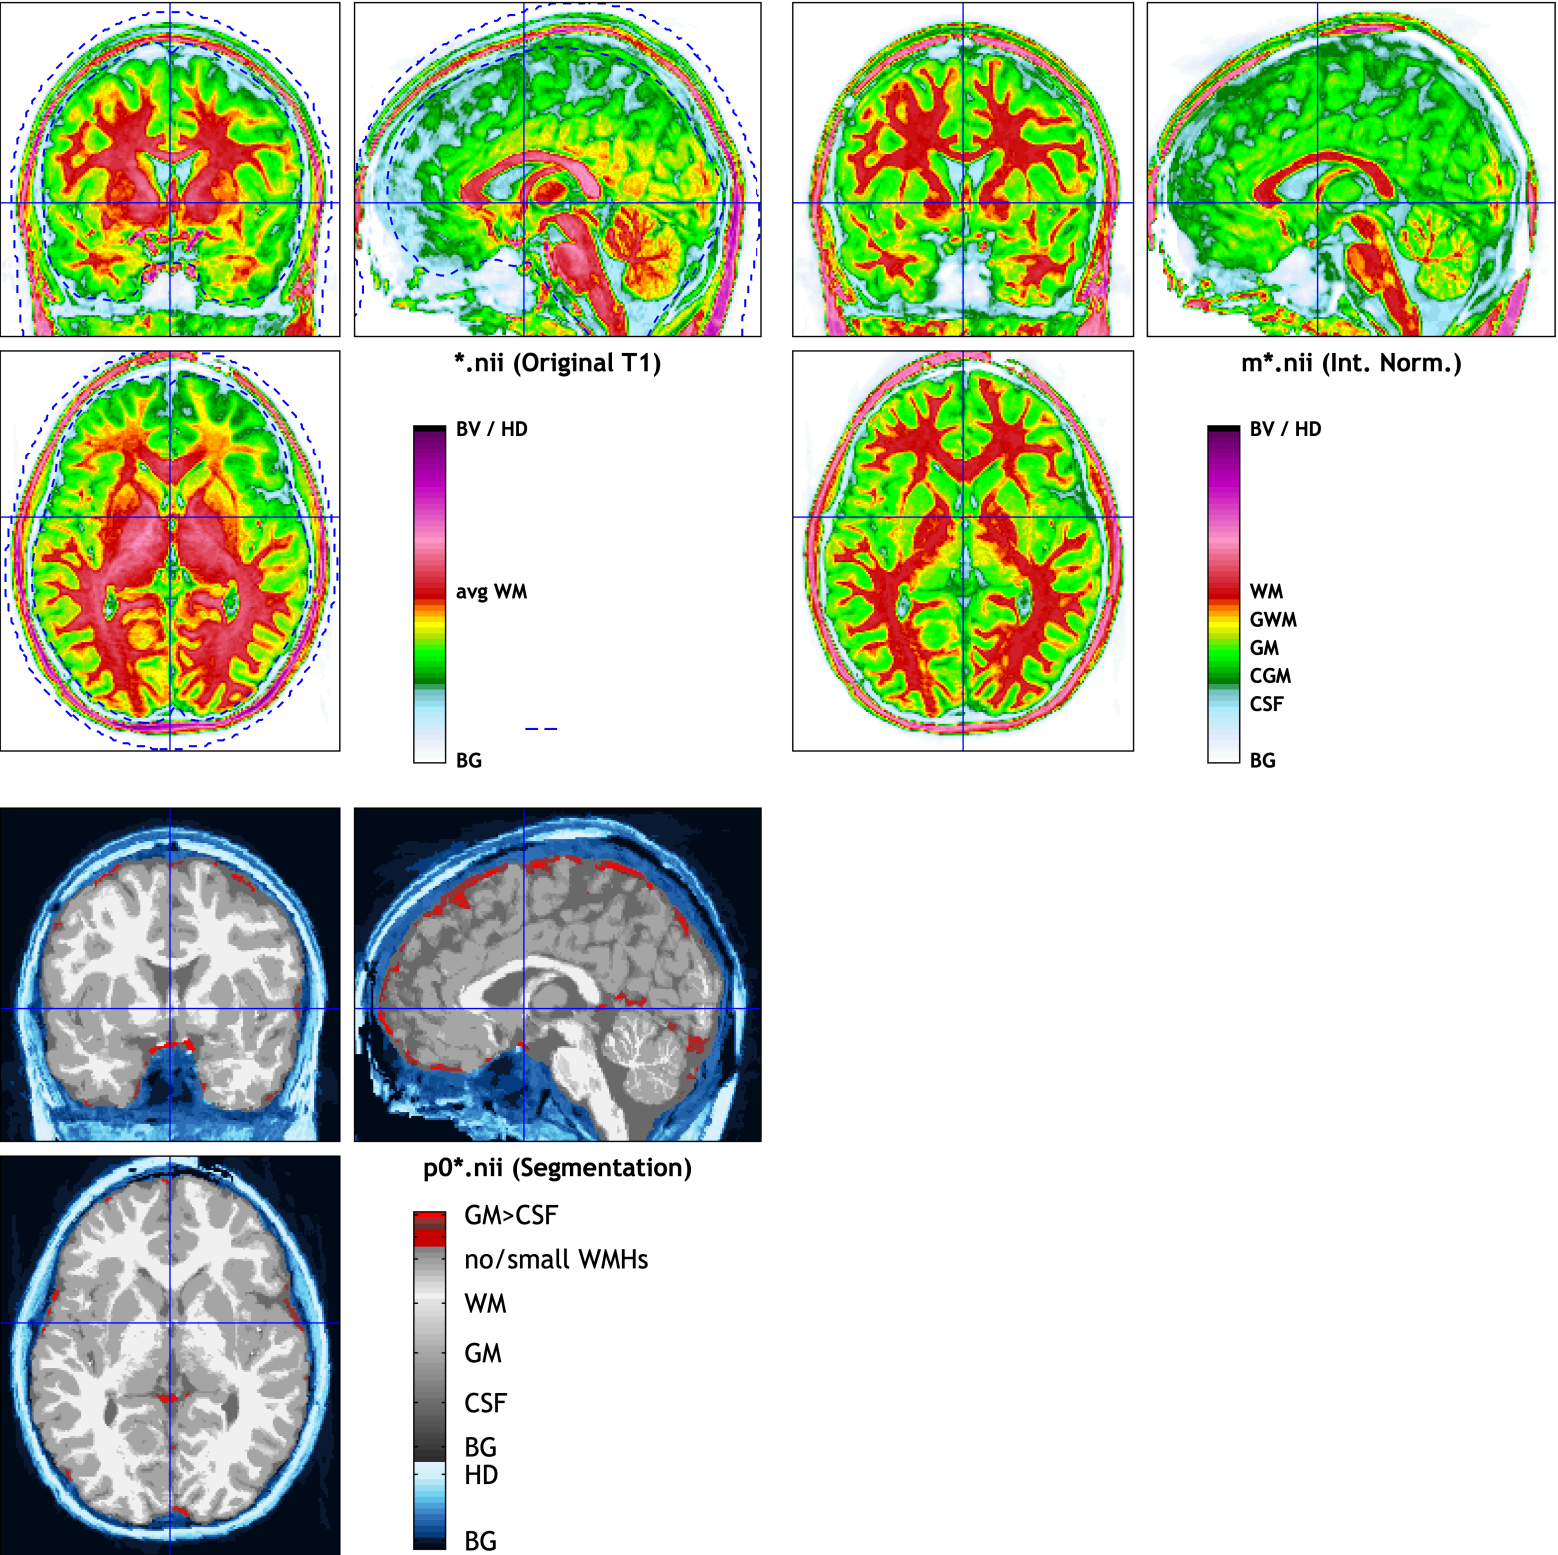 *.nii (Original T1)
BV / HD
avg WM
BG
m*.nii (Int. Norm.)
BV / HD
WM
GWM
GM
CGM
CSF
BG
p0*.nii (Segmentation)
GM>CSF
no/small WMHs
WM
GM
CSF
BG
HD
BG